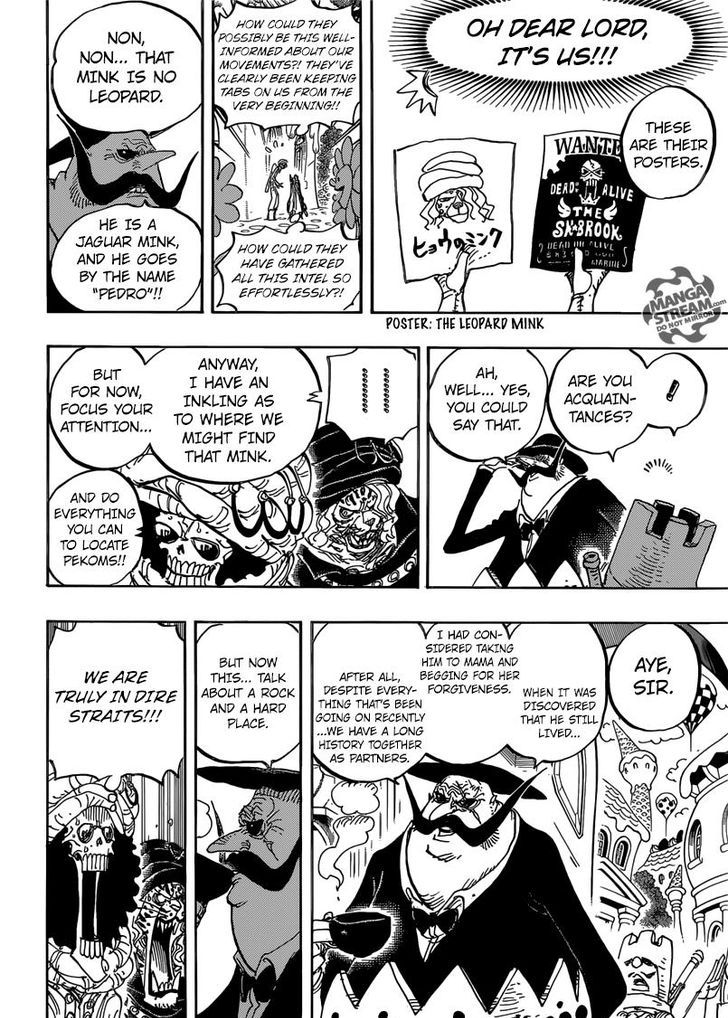 OH DEAR LORD,
IT'S US!!!
THESE
ARE THEIR
POSTERS.
WANTE
DEAD
ALIVE
THE
BROOK
MARINE
ヒョウのミンク
POSTER: THE LEOPARD MINK
MANGA
STREAM.com
DO NOT MIRROR
HOW COULD THEY
POSSIBLY BE THIS WELL-
INFORMED ABOUT OUR
MOVEMENTS?! THEY'VE
CLEARLY BEEN KEEPING
TABS ON US FROM THE
VERY BEGINNING!!
HOW COULD THEY
HAVE GATHERED
ALL THIS INTEL SO
EFFORTLESSLY?!
NON,
NON... THAT
MINK IS NO
LEOPARD.
HE IS A
JAGUAR MINK,
AND HE GOES
BY THE NAME
"PEDRO"!!
!
ARE YOU
ACQUAIN-
TANCES?
AH,
WELL... YES,
YOU COULD
SAY THAT.
ANYWAY,
I HAVE AN
INKLING AS
TO WHERE WE
MIGHT FIND
THAT MINK.
BUT
FOR NOW,
FOCUS YOUR
ATTENTION...
AND DO
EVERYTHING
YOU CAN
TO LOCATE
PEKOMS!!
AYE,
SIR.
WHEN IT WAS
DISCOVERED
THAT HE STILL
LIVED...
I HAD CON-
SIDERED TAKING
HIM TO MAMA AND
BEGGING FOR HER
FORGIVENESS.
AFTER ALL,
DESPITE EVERY-
THING THAT'S BEEN
GOING ON RECENTLY
...WE HAVE A LONG
HISTORY TOGETHER
AS PARTNERS.
BUT NOW
THIS... TALK
ABOUT A ROCK
AND A HARD
PLACE.
WE ARE
TRULY IN DIRE
STRAITS!!!